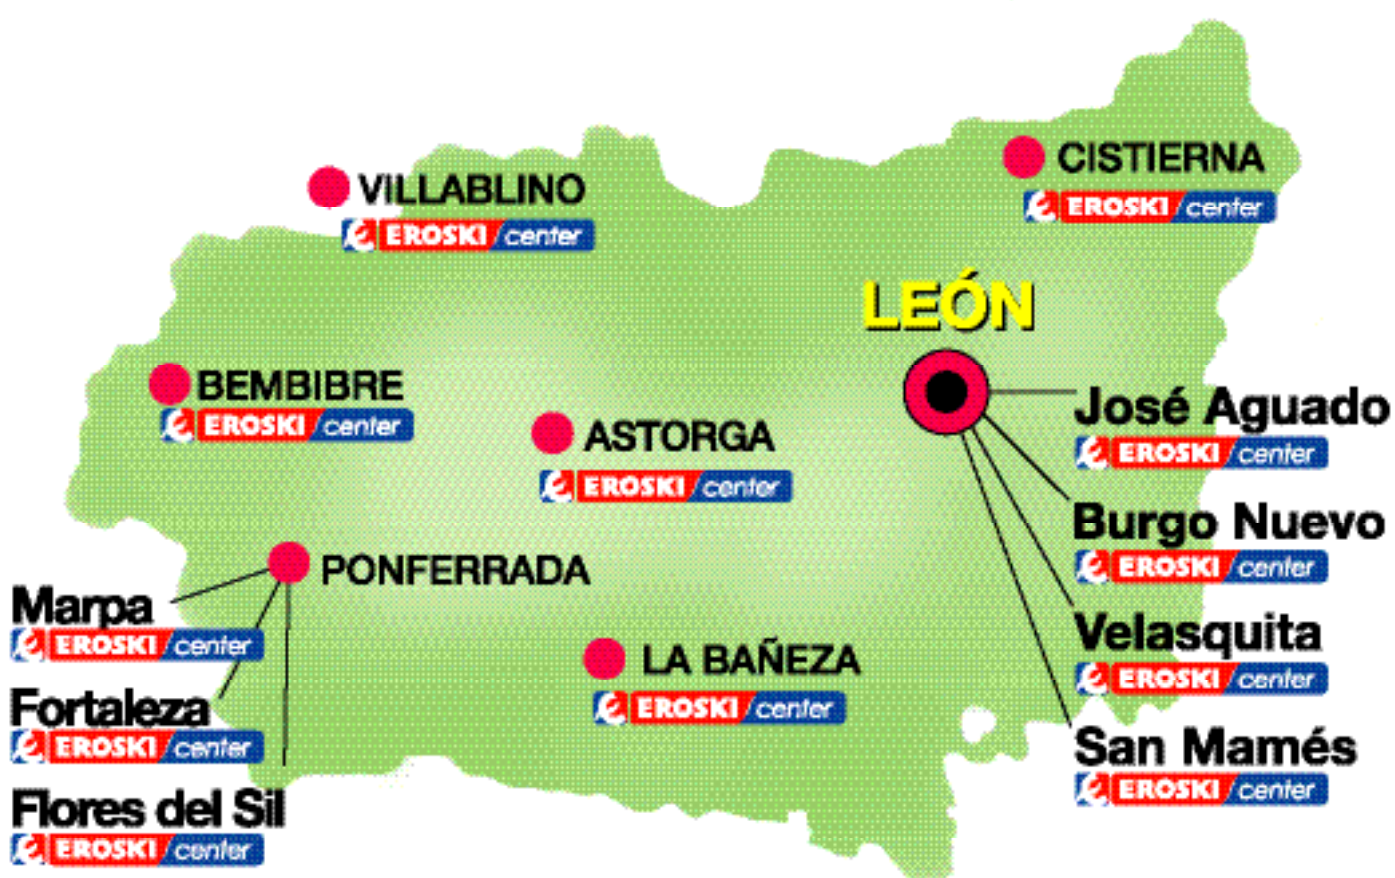 CISTIERNA
EROSKI center
VILLABLINO
EROSKI center
LEÓN
BEMBIBRE
EROSKI center
ASTORGA
EROSKI center
José Aguado
EROSKI center
Burgo Nuevo
EROSKI center
Velasquita
EROSKI center
San Mamés
EROSKI center
PONFERRADA
Marpa
EROSKI center
Fortaleza
EROSKI center
Flores del Sil
EROSKI center
LA BAÑEZA
EROSKI center